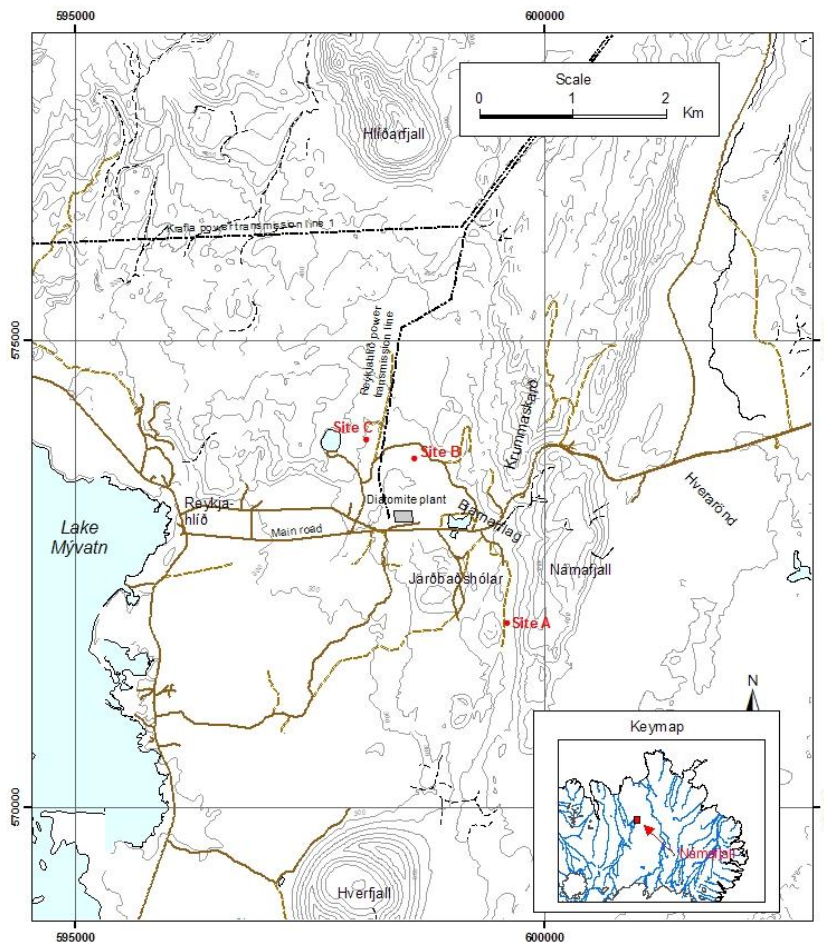 595000
600000
Scale
0 1 2 Km
Hlíðarfjall
Krafla power transmission line 1
575000
575000
Reykjahlíð power
transmission line
Krummaskarð
Site C
Site B
Diatomite plant
Bjarnarflag
Reykja-
hlíð
Main road
Lake
Mývatn
Hverarönd
Jarðbaðshólar
Námafjall
Site A
N
Keymap
Námafjall
570000
Hverfjall
595000
600000